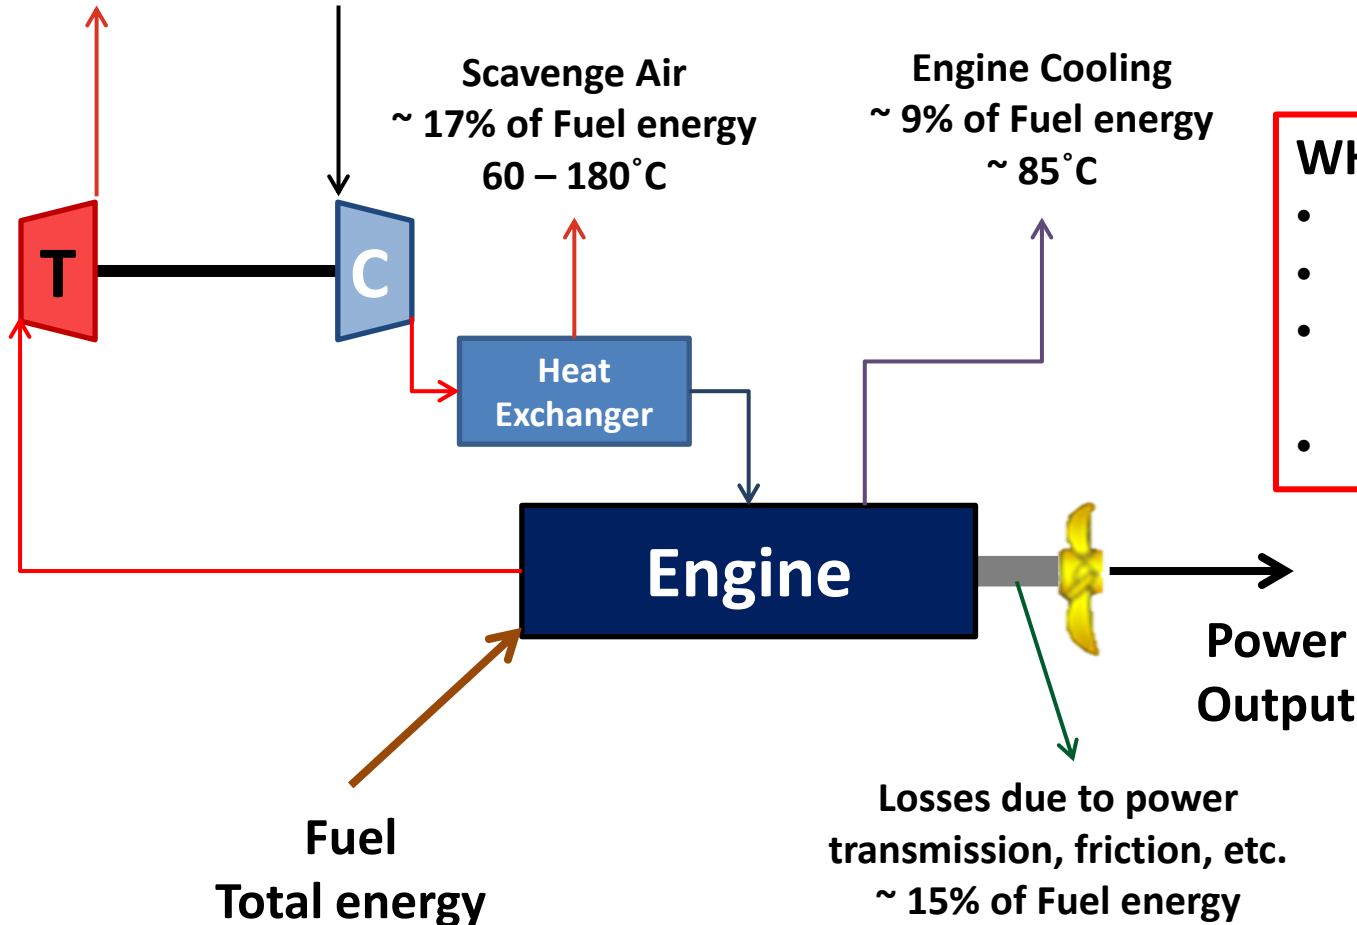 Scavenge Air
~ 17% of Fuel energy
60 – 180˚C
Engine Cooling
~ 9% of Fuel energy
~ 85˚C
T
C
Heat
Exchanger
Engine
Power
Output
Fuel
Total energy
Losses due to power
transmission, friction, etc.
~ 15% of Fuel energy